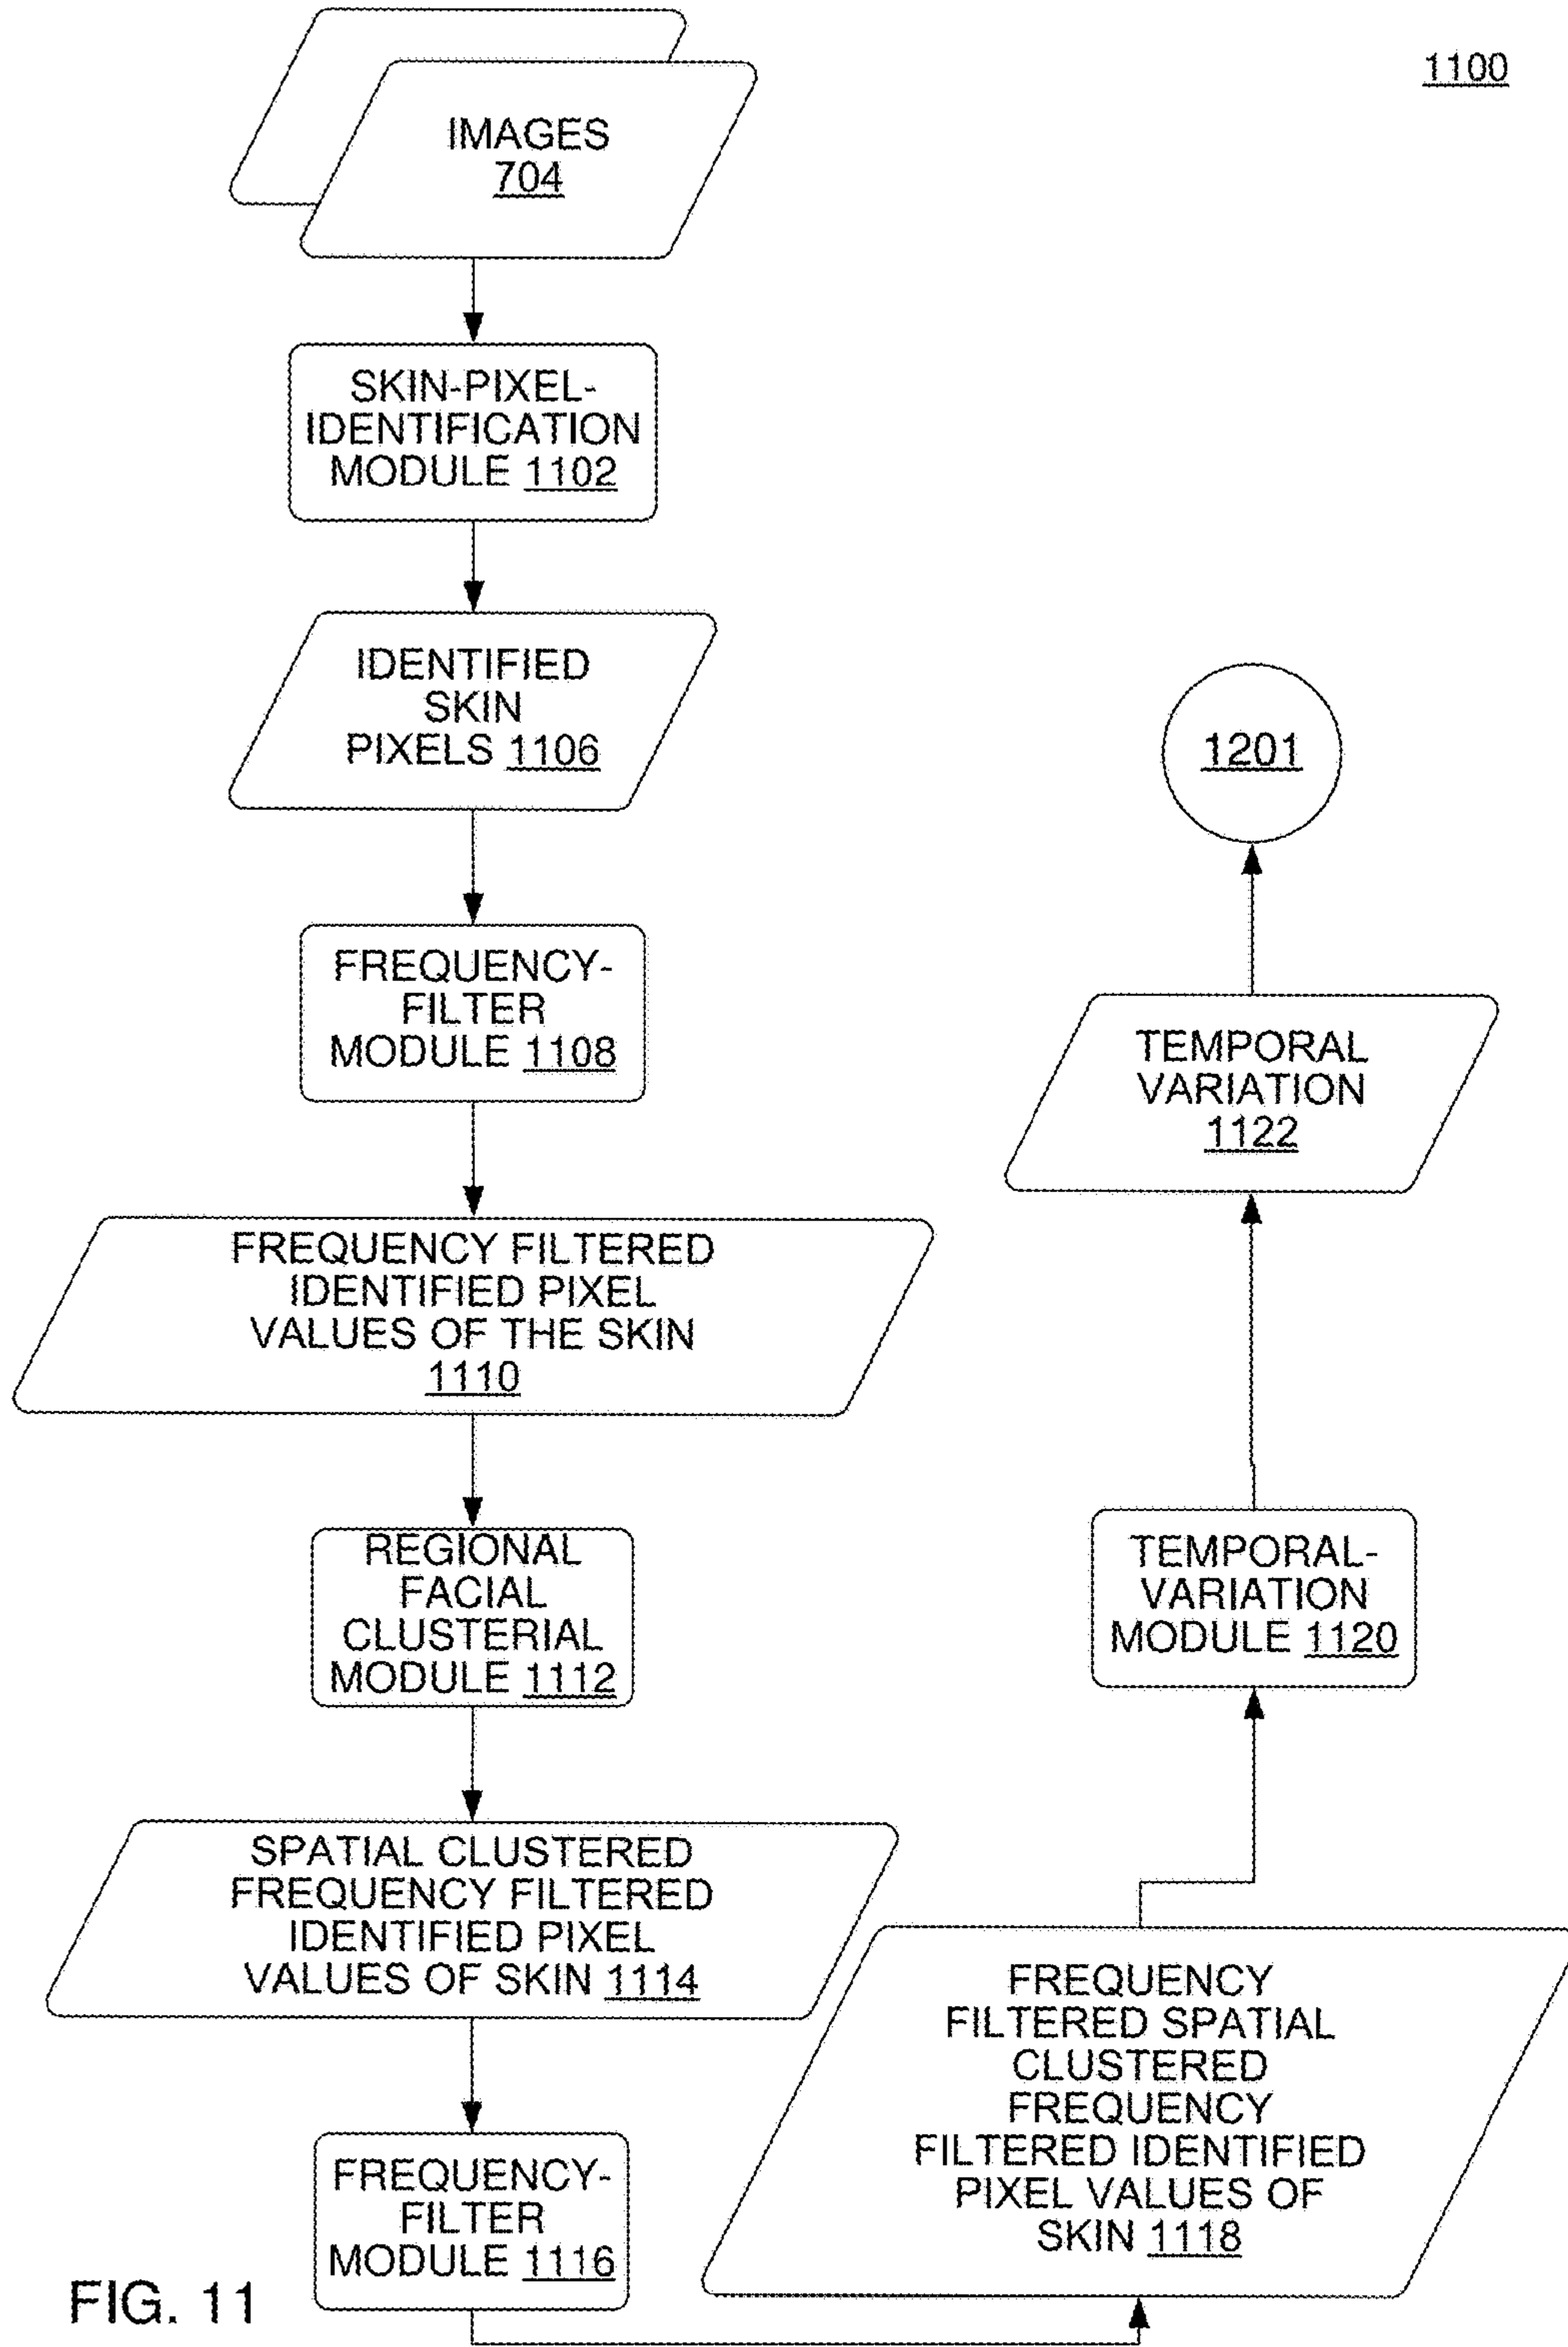 1100
IMAGES
704
SKIN-PIXEL-
IDENTIFICATION
MODULE 1102
IDENTIFIED
SKIN
PIXELS 1106
FREQUENCY-
FILTER
MODULE 1108
FREQUENCY FILTERED
IDENTIFIED PIXEL
VALUES OF THE SKIN
1110
REGIONAL
FACIAL
CLUSTERIAL
MODULE 1112
SPATIAL CLUSTERED
FREQUENCY FILTERED
IDENTIFIED PIXEL
VALUES OF SKIN 1114
FREQUENCY-
FILTER
MODULE 1116
FREQUENCY
FILTERED SPATIAL
CLUSTERED
FREQUENCY
FILTERED IDENTIFIED
PIXEL VALUES OF
SKIN 1118
TEMPORAL-
VARIATION
MODULE 1120
TEMPORAL
VARIATION
1122
1201
FIG. 11